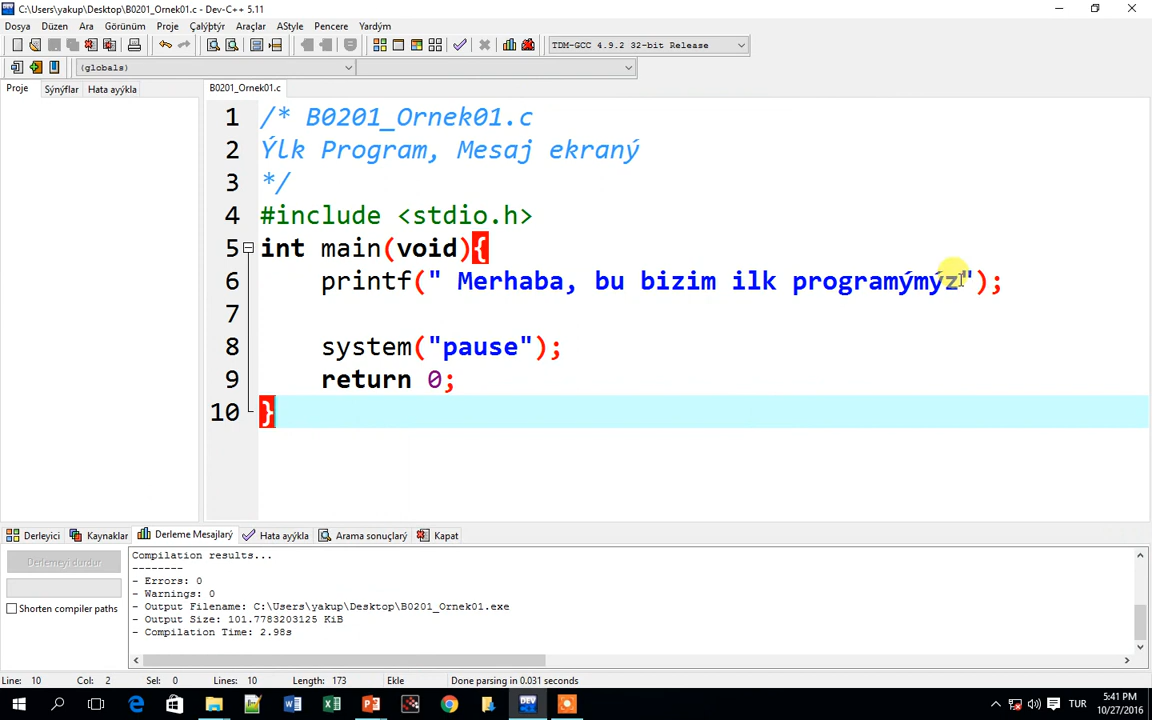 C:\Users\yakup\Desktop\B0201_Ornek01.c - Dev-C++ 5.11
Dosya Düzen Ara Görünüm Proje Çalýþtýr Araçlar AStyle Pencere Yardým
TDM-GCC 4.9.2 32-bit Release
(globals)
Proje Sýnýflar Hata ayýkla B0201_Ornek01.c
1 /* B0201_Ornek01.c
2 Ýlk Program, Mesaj ekraný
3 */
4 #include <stdio.h>
5 int main(void){
6 printf(" Merhaba, bu bizim ilk programýmýz");
7
8 system("pause");
9 return 0;
10 }
Derleyici Kaynaklar Derleme Mesajlarý Hata ayýkla Arama sonuçlarý Kapat
Derlemeyi durdur
Shorten compiler paths
Compilation results...
--------
- Errors: 0
- Warnings: 0
- Output Filename: C:\Users\yakup\Desktop\B0201_Ornek01.exe
- Output Size: 101.7783203125 KiB
- Compilation Time: 2.98s
Line: 10 Col: 2 Sel: 0 Lines: 10 Length: 173 Ekle Done parsing in 0.031 seconds
DEV
TUR
5:41 PM
10/27/2016